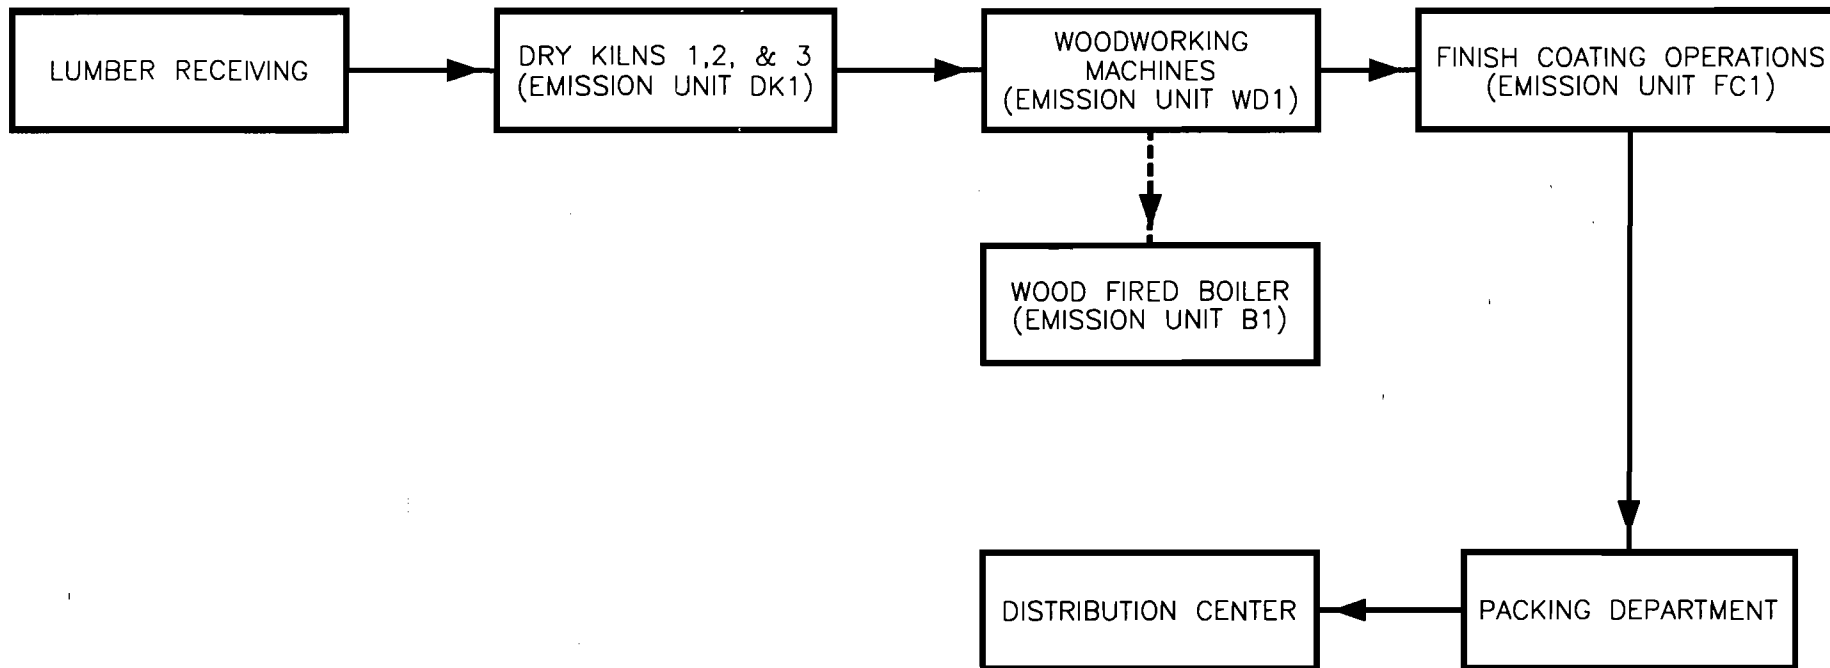 LUMBER RECEIVING
DRY KILNS 1,2, & 3
(EMISSION UNIT DK1)
WOODWORKING
MACHINES
(EMISSION UNIT WD1)
FINISH COATING OPERATIONS
(EMISSION UNIT FC1)
WOOD FIRED BOILER
(EMISSION UNIT B1)
DISTRIBUTION CENTER
PACKING DEPARTMENT